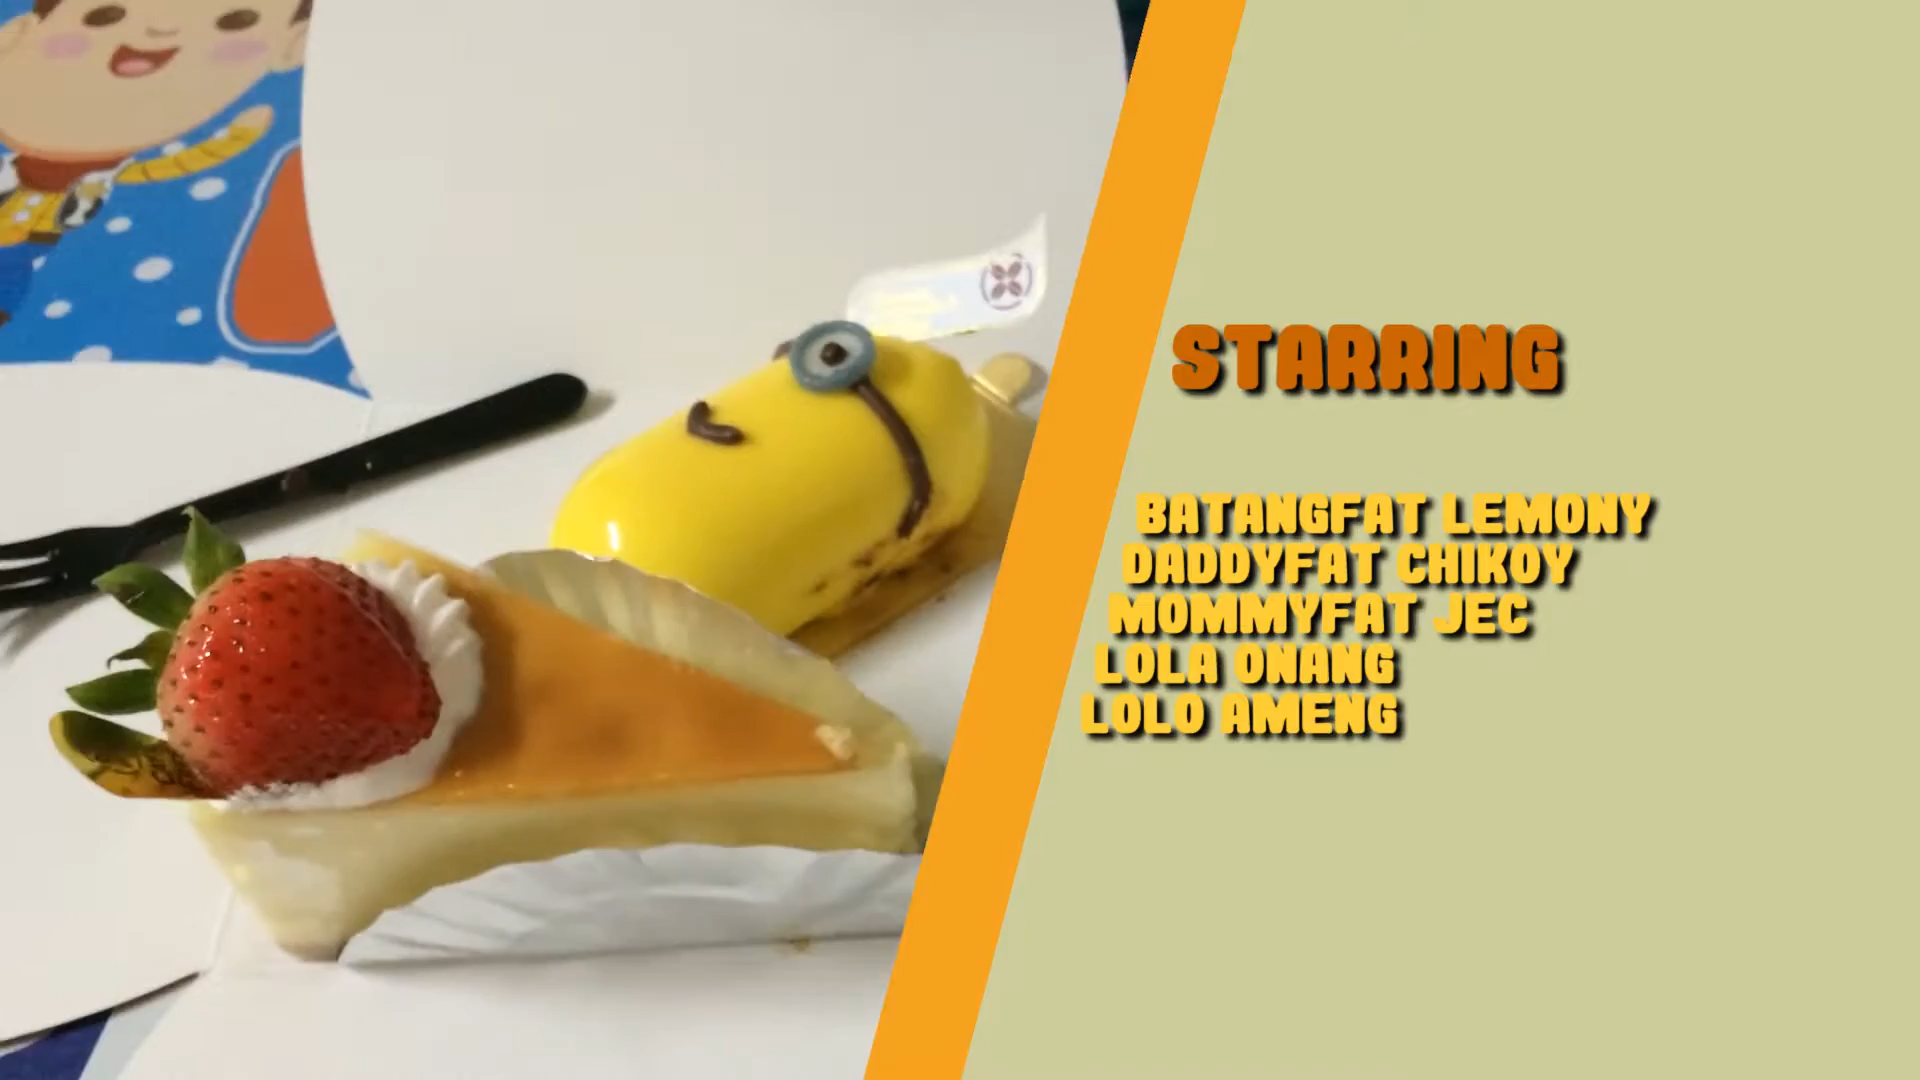 STARRING
BATANGFAT LEMONY
DADDYFAT CHIKOY
MOMMYFAT JEC
LOLA ONANG
LOLO AMENG